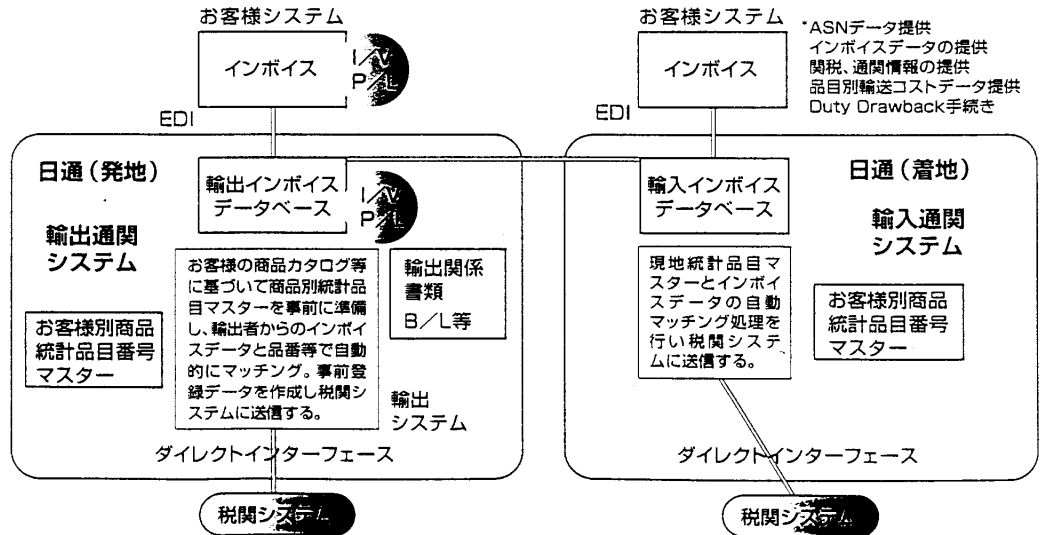 お客様システム
インボイス
I/V
P/L
EDI
日通(発地)
輸出通関
システム
お客様別商品
統計品目番号
マスター
輸出インボイス
データベース
I/V
P/L
お客様の商品カタログ等
に基づいて商品別統計品
目マスターを事前に準備
し、輸出者からのインボイ
スデータと品番等で自動
的にマッチング。事前登
録データを作成し税関シ
ステムに送信する。
輸出関係
書類
B/L等
輸出
システム
ダイレクトインターフェース
税関システム
お客様システム
インボイス
*ASNデータ提供
インボイスデータの提供
関税、通関情報の提供
品目別輸送コストデータ提供
Duty Drawback手続き
EDI
輸入インボイス
データベース
日通(着地)
輸入通関
システム
現地統計品目マ
スターとインボイ
スデータの自動
マッチング処理を
行い税関システ
ムに送信する。
お客様別商品
統計品目番号
マスター
ダイレクトインターフェース
税関システム